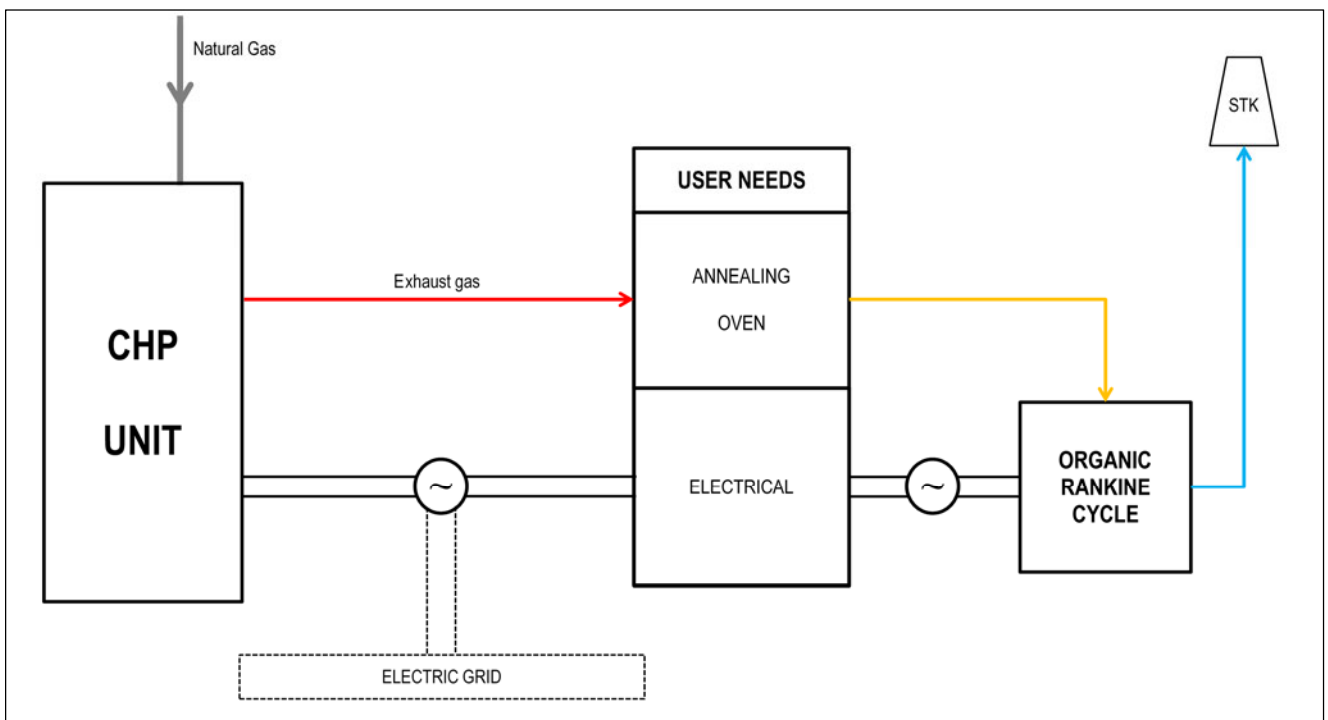 Natural Gas
STK
USER NEEDS
Exhaust gas
ANNEALING
OVEN
CHP
UNIT
~
ELECTRICAL
~
ORGANIC
RANKINE
CYCLE
ELECTRIC GRID